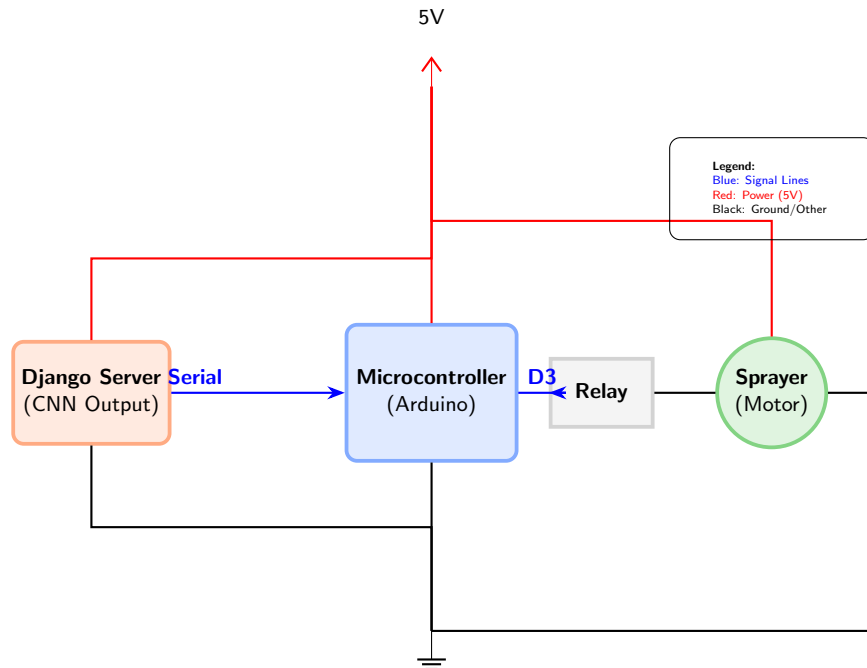 5V
Legend:
Blue: Signal Lines
Red: Power (5V)
Black: Ground/Other
Django Server
(CNN Output)
Serial
Microcontroller
(Arduino)
D3
Relay
Sprayer
(Motor)